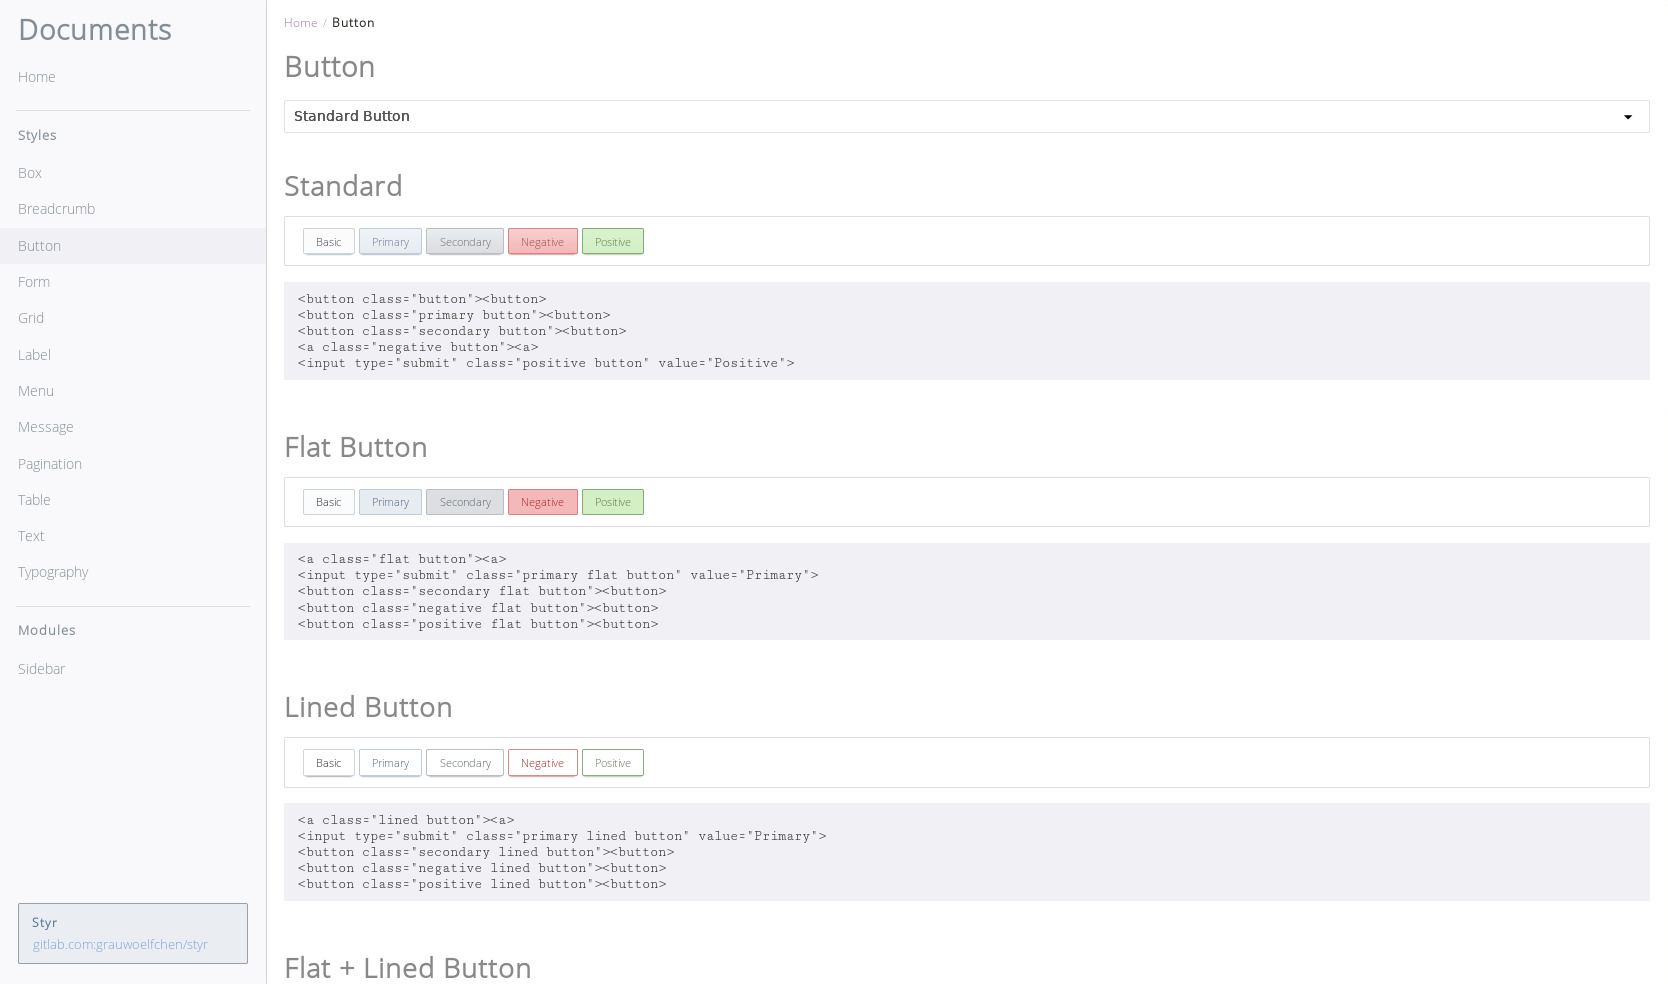 Documents
Home
Styles
Box
Breadcrumb
Button
Form
Grid
Label
Menu
Message
Pagination
Table
Text
Typography
Modules
Sidebar
Styr
gitlab.com:grauwoelfchen/styr
Home / Button
Button
Standard Button
Standard
Basic Primary Secondary Negative Positive
<button class="button"><button>
<button class="primary button"><button>
<button class="secondary button"><button>
<a class="negative button"><a>
<input type="submit" class="positive button" value="Positive">
Flat Button
Basic Primary Secondary Negative Positive
<a class="flat button"><a>
<input type="submit" class="primary flat button" value="Primary">
<button class="secondary flat button"><button>
<button class="negative flat button"><button>
<button class="positive flat button"><button>
Lined Button
Basic Primary Secondary Negative Positive
<a class="lined button"><a>
<input type="submit" class="primary lined button" value="Primary">
<button class="secondary lined button"><button>
<button class="negative lined button"><button>
<button class="positive lined button"><button>
Flat + Lined Button